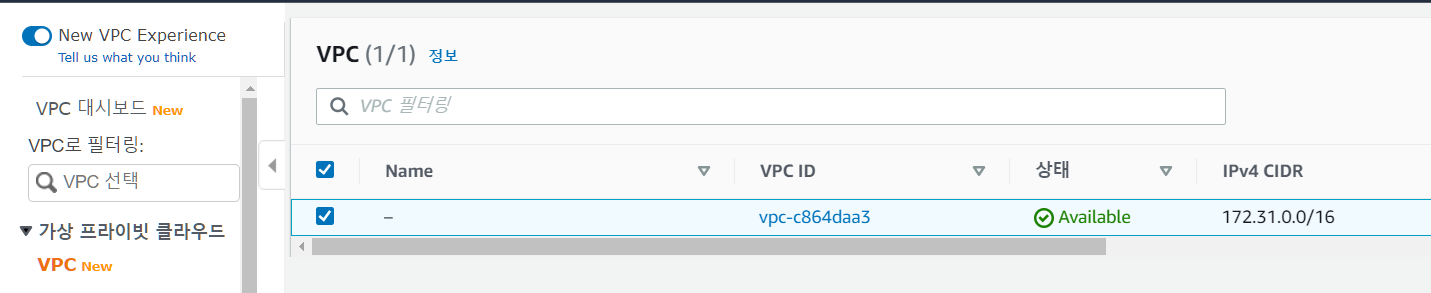 New VPC Experience
Tell us what you think
VPC 대시보드 New
VPC로 필터링:
VPC 선택
가상 프라이빗 클라우드
VPC New
VPC (1/1) 정보
VPC 필터링
Name VPC ID 상태 IPv4 CIDR
– vpc-c864daa3 Available 172.31.0.0/16